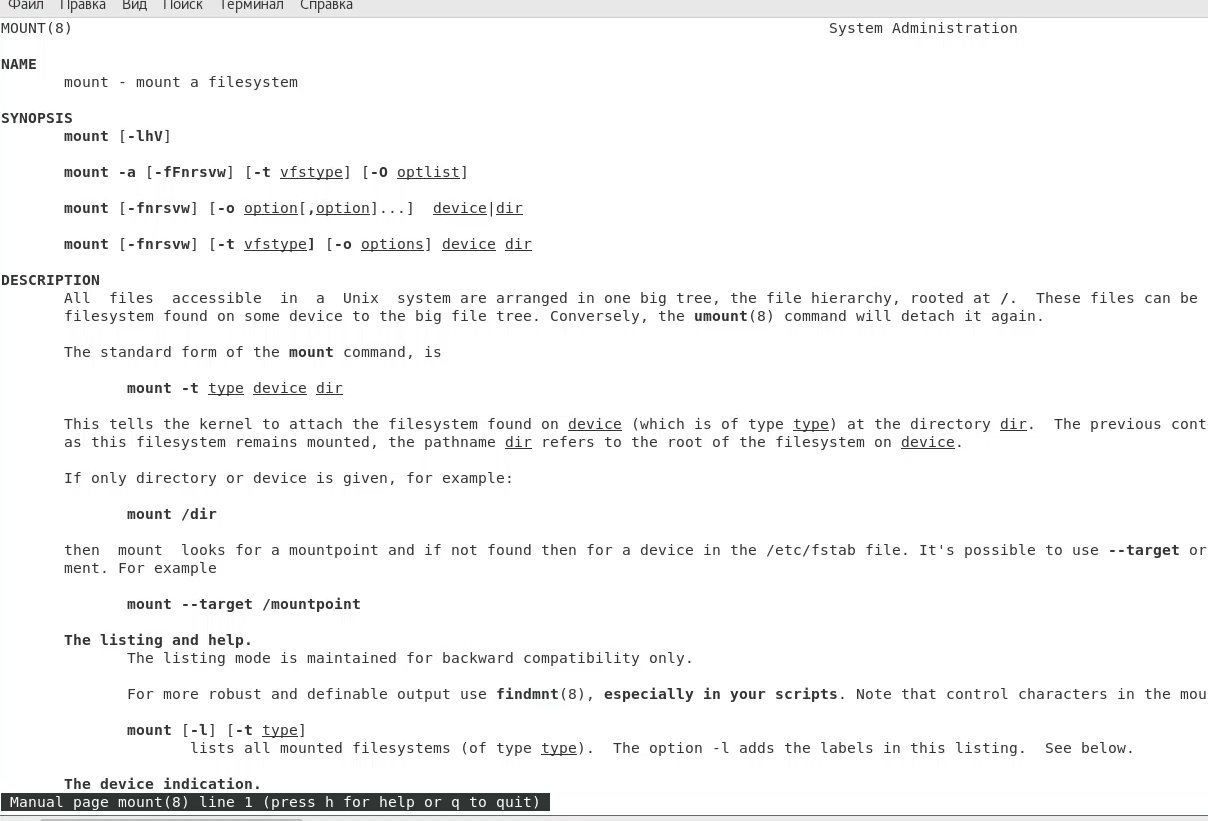 Файл Правка Вид Поиск Терминал Справка
MOUNT(8) System Administration
NAME
mount - mount a filesystem
SYNOPSIS
mount [-lhV]
mount -a [-fFnrsvw] [-t vfstype] [-O optlist]
mount [-fnrsvw] [-o option[,option]...]  device|dir
mount [-fnrsvw] [-t vfstype] [-o options] device dir
DESCRIPTION
All  files  accessible  in  a  Unix  system are arranged in one big tree, the file hierarchy, rooted at /.  These files can be
filesystem found on some device to the big file tree. Conversely, the umount(8) command will detach it again.
The standard form of the mount command, is
mount -t type device dir
This tells the kernel to attach the filesystem found on device (which is of type type) at the directory dir.  The previous cont
as this filesystem remains mounted, the pathname dir refers to the root of the filesystem on device.
If only directory or device is given, for example:
mount /dir
then  mount  looks for a mountpoint and if not found then for a device in the /etc/fstab file. It's possible to use --target or
ment. For example
mount --target /mountpoint
The listing and help.
The listing mode is maintained for backward compatibility only.
For more robust and definable output use findmnt(8), especially in your scripts. Note that control characters in the mou
mount [-l] [-t type]
lists all mounted filesystems (of type type).  The option -l adds the labels in this listing.  See below.
The device indication.
Manual page mount(8) line 1 (press h for help or q to quit)